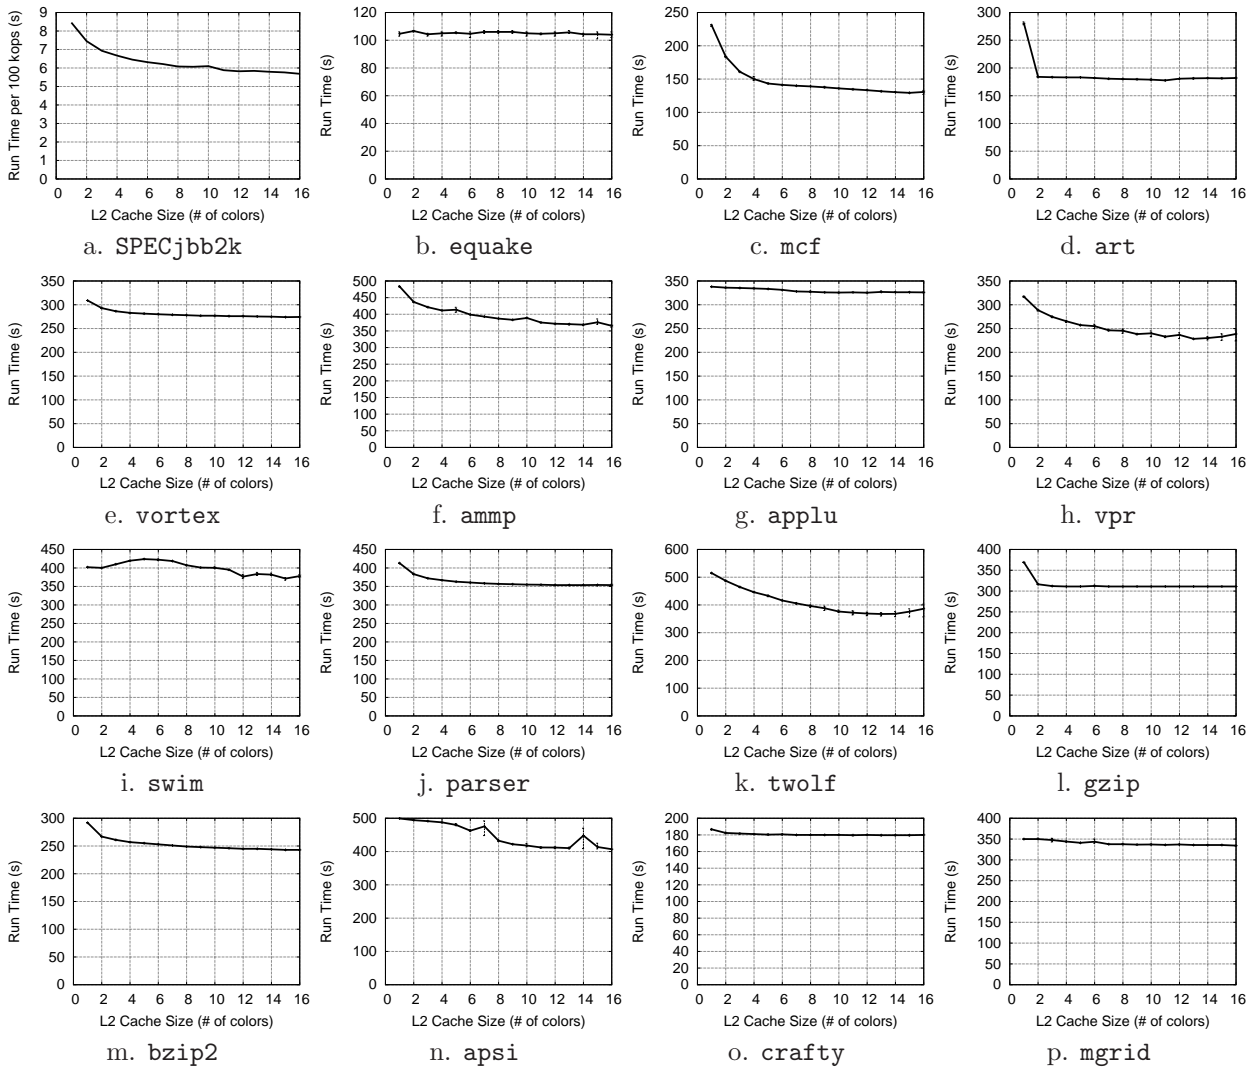 Run Time per 100 kops (s)
9
8
7
6
5
4
3
2
1
0
0 2 4 6 8 10 12 14 16
L2 Cache Size (# of colors)
a. SPECjbb2k
Run Time (s)
120
100
80
60
40
20
0
0 2 4 6 8 10 12 14 16
L2 Cache Size (# of colors)
b. equake
Run Time (s)
250
200
150
100
50
0
0 2 4 6 8 10 12 14 16
L2 Cache Size (# of colors)
c. mcf
Run Time (s)
300
250
200
150
100
50
0
0 2 4 6 8 10 12 14 16
L2 Cache Size (# of colors)
d. art
Run Time (s)
350
300
250
200
150
100
50
0
0 2 4 6 8 10 12 14 16
L2 Cache Size (# of colors)
e. vortex
Run Time (s)
500
450
400
350
300
250
200
150
100
50
0
0 2 4 6 8 10 12 14 16
L2 Cache Size (# of colors)
f. ammp
Run Time (s)
350
300
250
200
150
100
50
0
0 2 4 6 8 10 12 14 16
L2 Cache Size (# of colors)
g. applu
Run Time (s)
350
300
250
200
150
100
50
0
0 2 4 6 8 10 12 14 16
L2 Cache Size (# of colors)
h. vpr
Run Time (s)
450
400
350
300
250
200
150
100
50
0
0 2 4 6 8 10 12 14 16
L2 Cache Size (# of colors)
i. swim
Run Time (s)
450
400
350
300
250
200
150
100
50
0
0 2 4 6 8 10 12 14 16
L2 Cache Size (# of colors)
j. parser
Run Time (s)
600
500
400
300
200
100
0
0 2 4 6 8 10 12 14 16
L2 Cache Size (# of colors)
k. twolf
Run Time (s)
400
350
300
250
200
150
100
50
0
0 2 4 6 8 10 12 14 16
L2 Cache Size (# of colors)
l. gzip
Run Time (s)
300
250
200
150
100
50
0
0 2 4 6 8 10 12 14 16
L2 Cache Size (# of colors)
m. bzip2
Run Time (s)
500
400
300
200
100
0
0 2 4 6 8 10 12 14 16
L2 Cache Size (# of colors)
n. apsi
Run Time (s)
200
180
160
140
120
100
80
60
40
20
0
0 2 4 6 8 10 12 14 16
L2 Cache Size (# of colors)
o. crafty
Run Time (s)
400
350
300
250
200
150
100
50
0
0 2 4 6 8 10 12 14 16
L2 Cache Size (# of colors)
p. mgrid